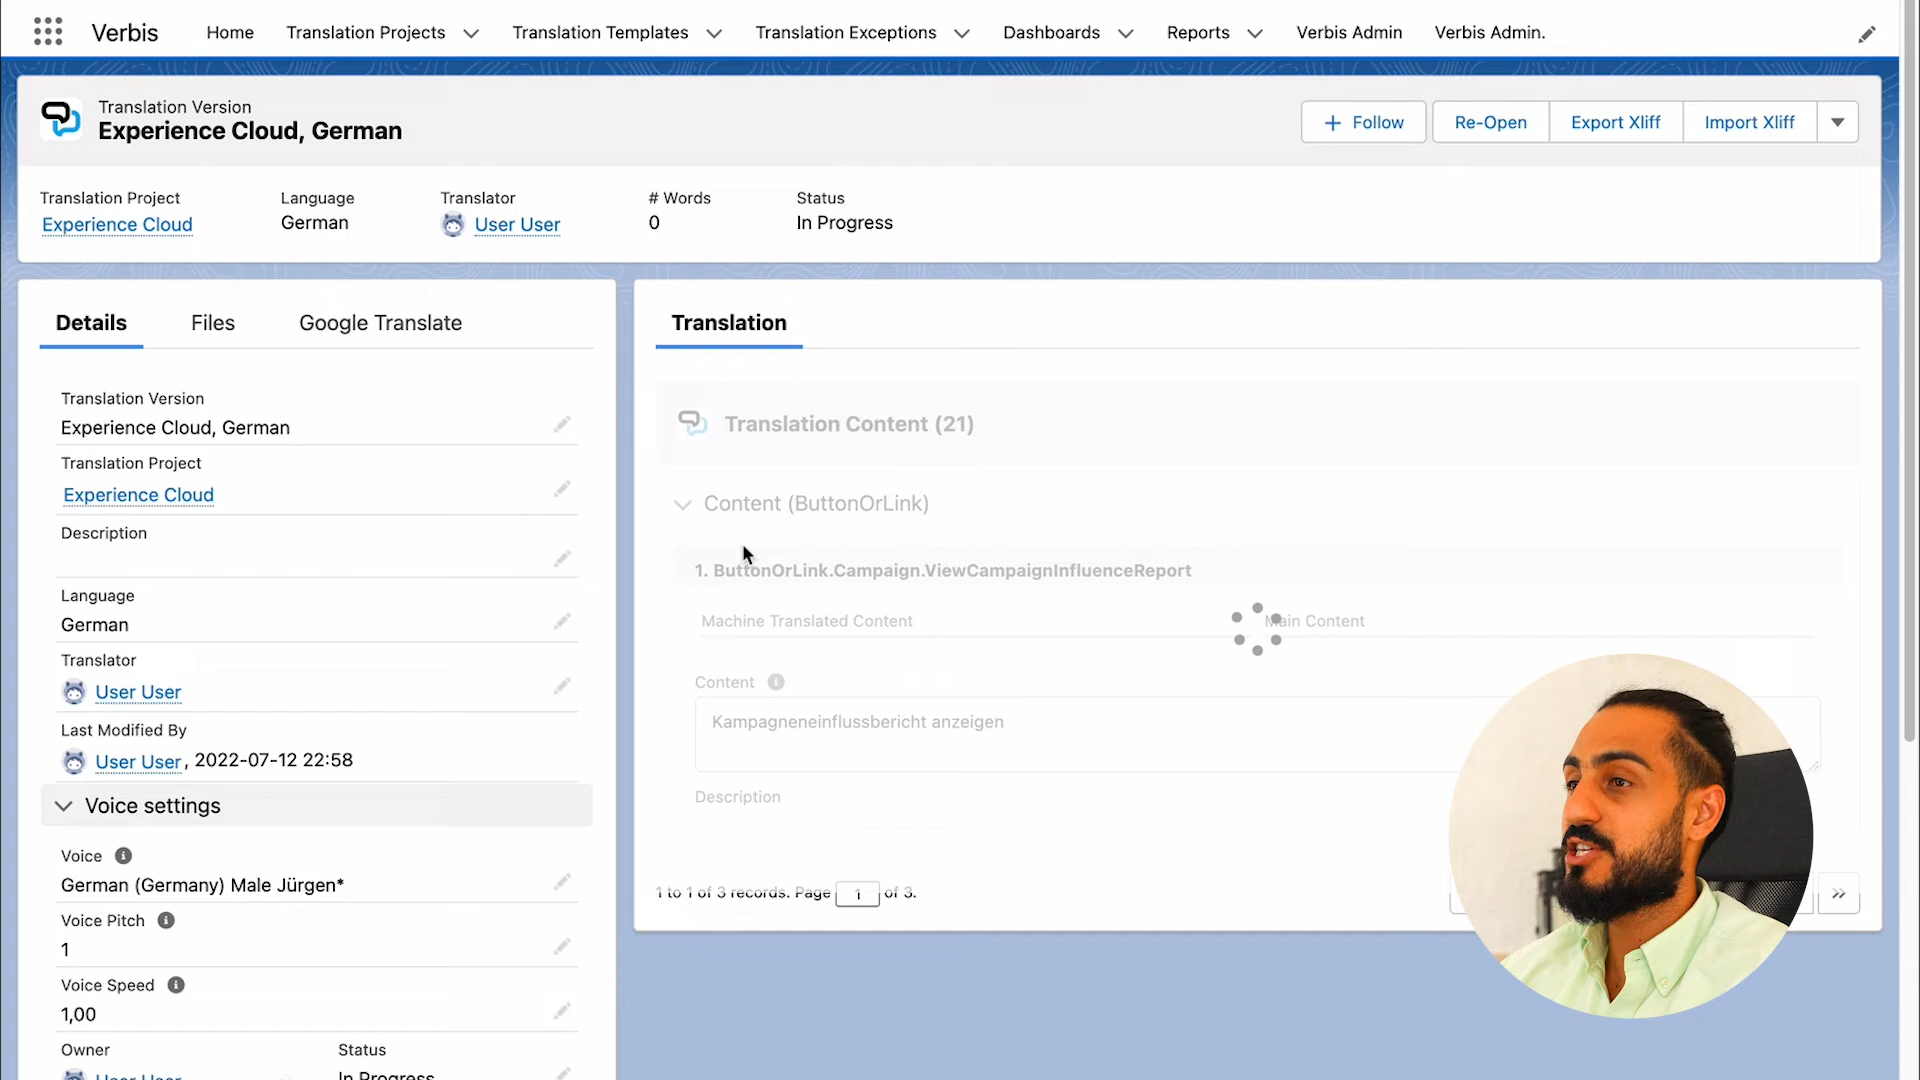 Verbis
Home
Translation Projects
Translation Templates
Translation Exceptions
Dashboards
Reports
Verbis Admin
Verbis Admin.
Translation Version
Experience Cloud, German
Follow
Re-Open
Export Xliff
Import Xliff
Translation Project
Experience Cloud
Language
German
Translator
User User
# Words
0
Status
In Progress
Details
Files
Google Translate
Translation Version
Experience Cloud, German
Translation Project
Experience Cloud
Description
Language
German
Translator
User User
Last Modified By
User User, 2022-07-12 22:58
Voice settings
Voice
German (Germany) Male Jürgen*
Voice Pitch
1
Voice Speed
1,00
Owner
Status
User User
In Progress
Translation
Translation Content (21)
Content (ButtonOrLink)
1. ButtonOrLink.Campaign.ViewCampaignInfluenceReport
Machine Translated Content
Main Content
Content
Kampagneneinflussbericht anzeigen
Description
1 to 1 of 3 records. Page 1 of 3.